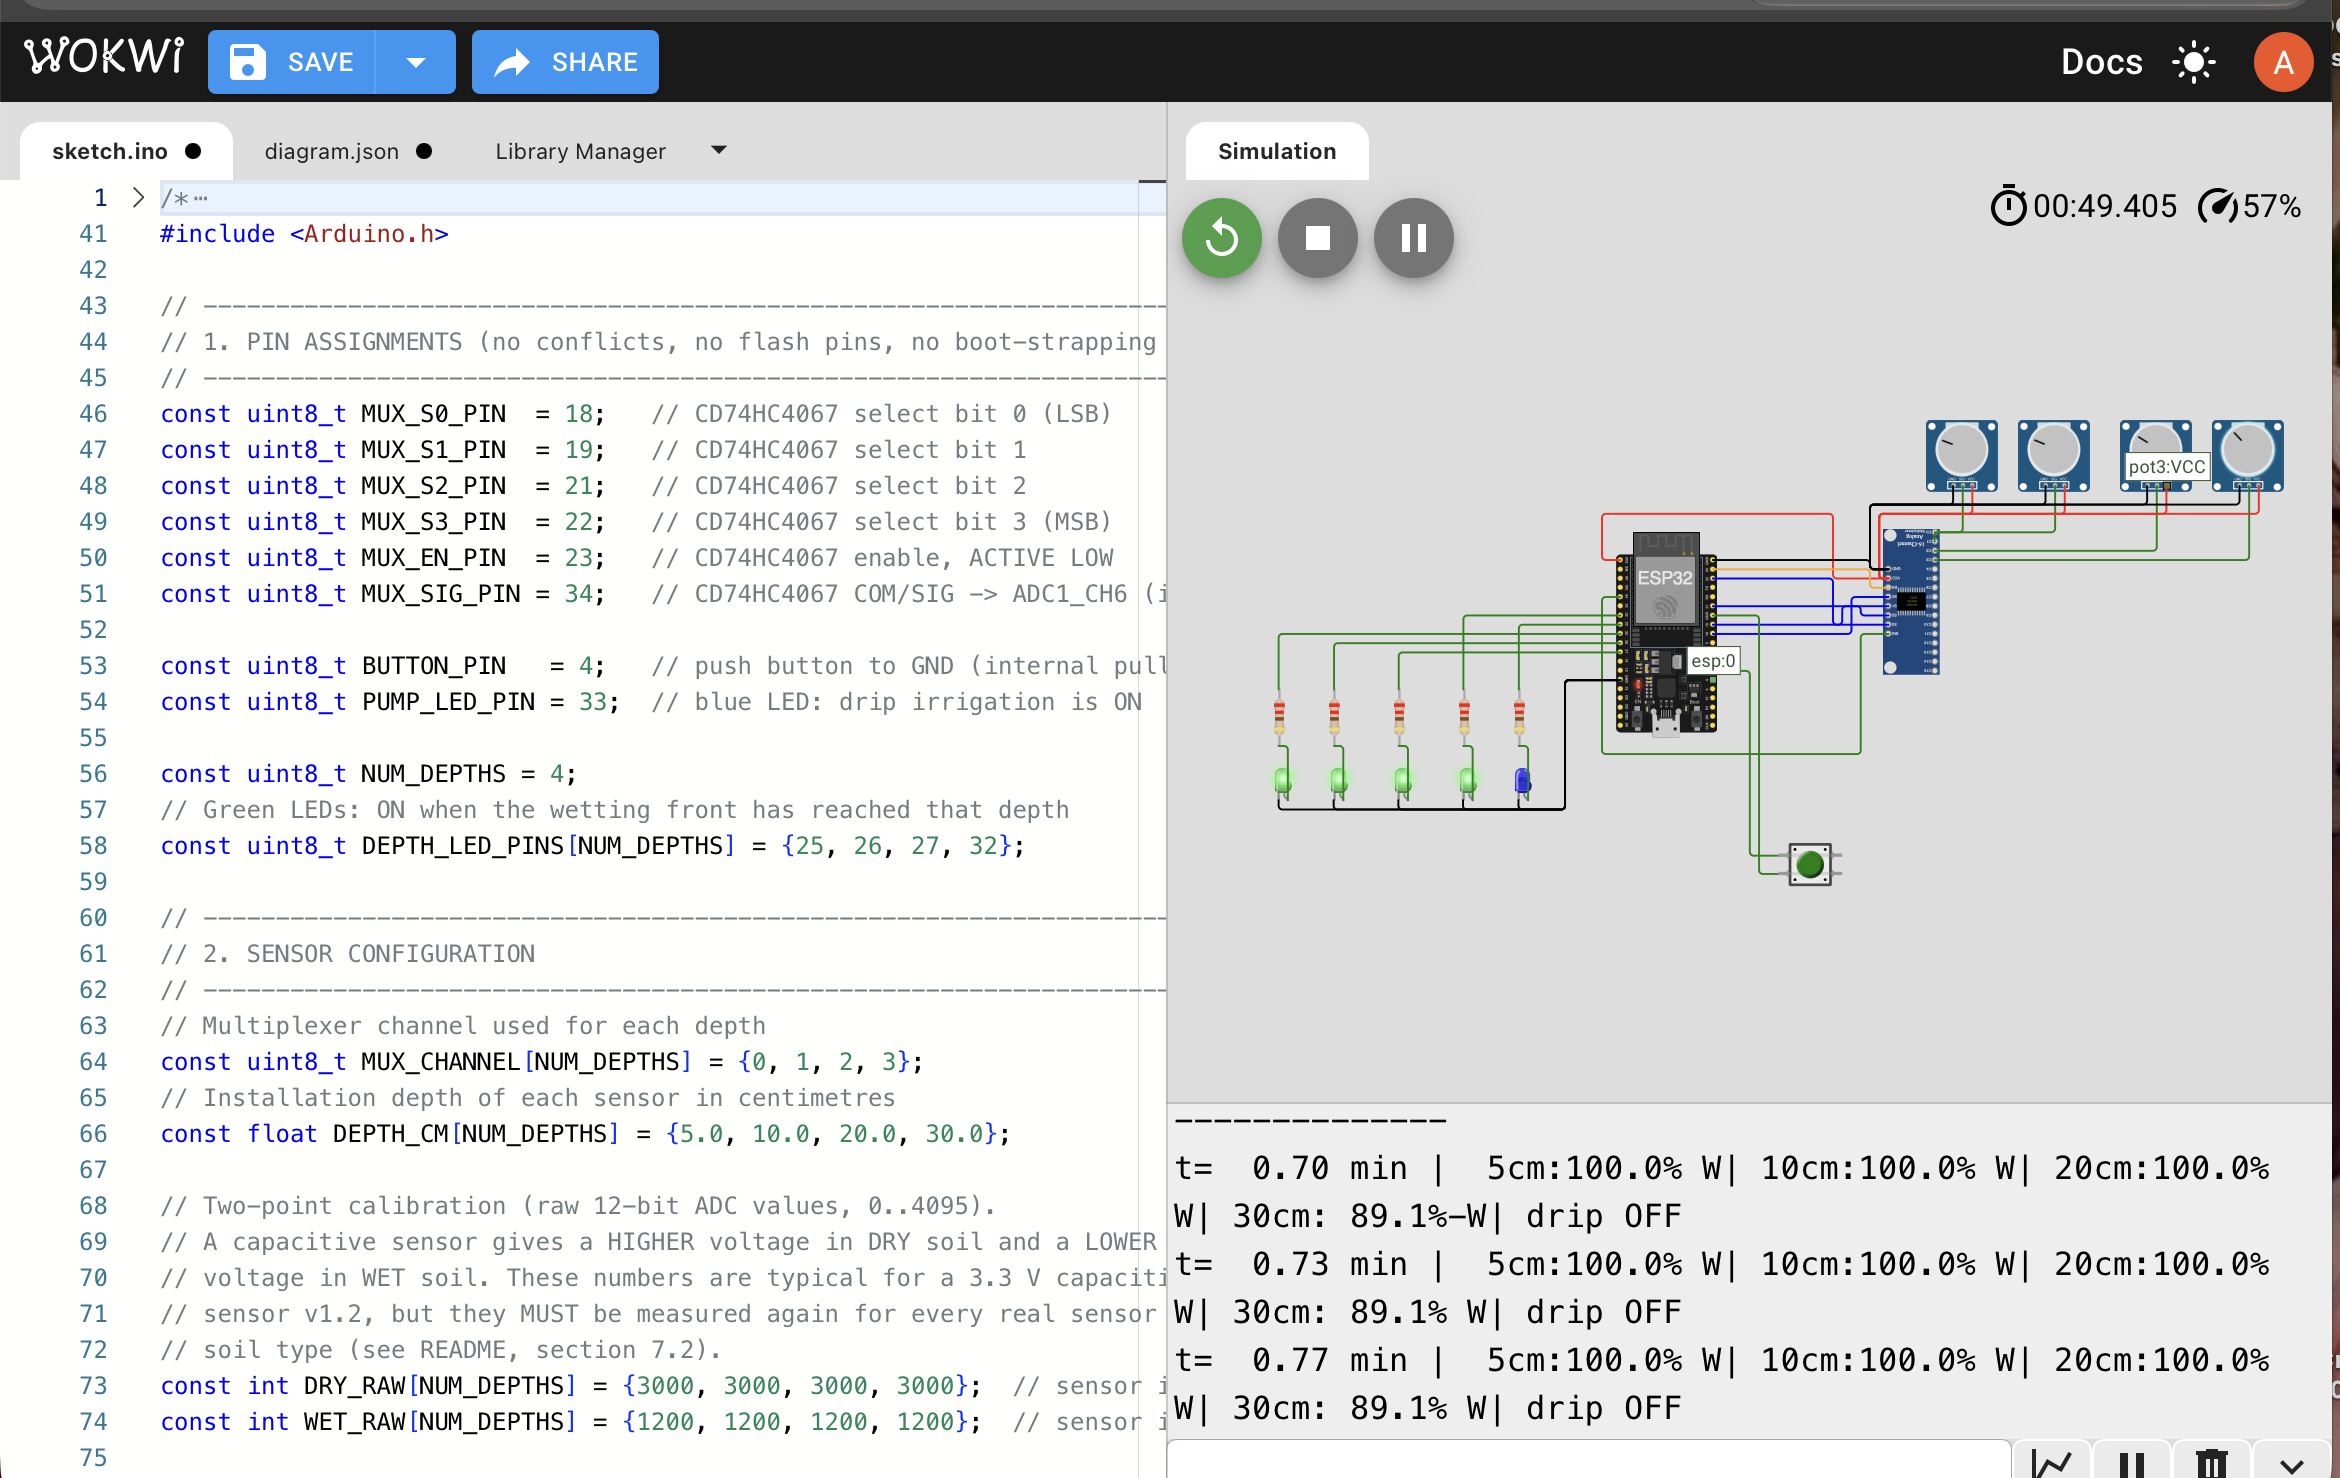 WOKWi SAVE SHARE Docs A
sketch.ino diagram.json Library Manager
Simulation
00:49.405 57%
1 /*⋯
41 #include <Arduino.h>
42
43 // -------------------------------------------------------------------
44 // 1. PIN ASSIGNMENTS (no conflicts, no flash pins, no boot-strapping
45 // -------------------------------------------------------------------
46 const uint8_t MUX_S0_PIN  = 18;   // CD74HC4067 select bit 0 (LSB)
47 const uint8_t MUX_S1_PIN  = 19;   // CD74HC4067 select bit 1
48 const uint8_t MUX_S2_PIN  = 21;   // CD74HC4067 select bit 2
49 const uint8_t MUX_S3_PIN  = 22;   // CD74HC4067 select bit 3 (MSB)
50 const uint8_t MUX_EN_PIN  = 23;   // CD74HC4067 enable, ACTIVE LOW
51 const uint8_t MUX_SIG_PIN = 34;   // CD74HC4067 COM/SIG -> ADC1_CH6 (i
52
53 const uint8_t BUTTON_PIN   = 4;   // push button to GND (internal pull
54 const uint8_t PUMP_LED_PIN = 33;  // blue LED: drip irrigation is ON
55
56 const uint8_t NUM_DEPTHS = 4;
57 // Green LEDs: ON when the wetting front has reached that depth
58 const uint8_t DEPTH_LED_PINS[NUM_DEPTHS] = {25, 26, 27, 32};
59
60 // -------------------------------------------------------------------
61 // 2. SENSOR CONFIGURATION
62 // -------------------------------------------------------------------
63 // Multiplexer channel used for each depth
64 const uint8_t MUX_CHANNEL[NUM_DEPTHS] = {0, 1, 2, 3};
65 // Installation depth of each sensor in centimetres
66 const float DEPTH_CM[NUM_DEPTHS] = {5.0, 10.0, 20.0, 30.0};
67
68 // Two-point calibration (raw 12-bit ADC values, 0..4095).
69 // A capacitive sensor gives a HIGHER voltage in DRY soil and a LOWER
70 // voltage in WET soil. These numbers are typical for a 3.3 V capaciti
71 // sensor v1.2, but they MUST be measured again for every real sensor
72 // soil type (see README, section 7.2).
73 const int DRY_RAW[NUM_DEPTHS] = {3000, 3000, 3000, 3000};  // sensor i
74 const int WET_RAW[NUM_DEPTHS] = {1200, 1200, 1200, 1200};  // sensor i
75
pot3:VCC
ESP32
esp:0
--------------
t=  0.70 min |  5cm:100.0% W| 10cm:100.0% W| 20cm:100.0%
W| 30cm: 89.1%-W| drip OFF
t=  0.73 min |  5cm:100.0% W| 10cm:100.0% W| 20cm:100.0%
W| 30cm: 89.1% W| drip OFF
t=  0.77 min |  5cm:100.0% W| 10cm:100.0% W| 20cm:100.0%
W| 30cm: 89.1% W| drip OFF